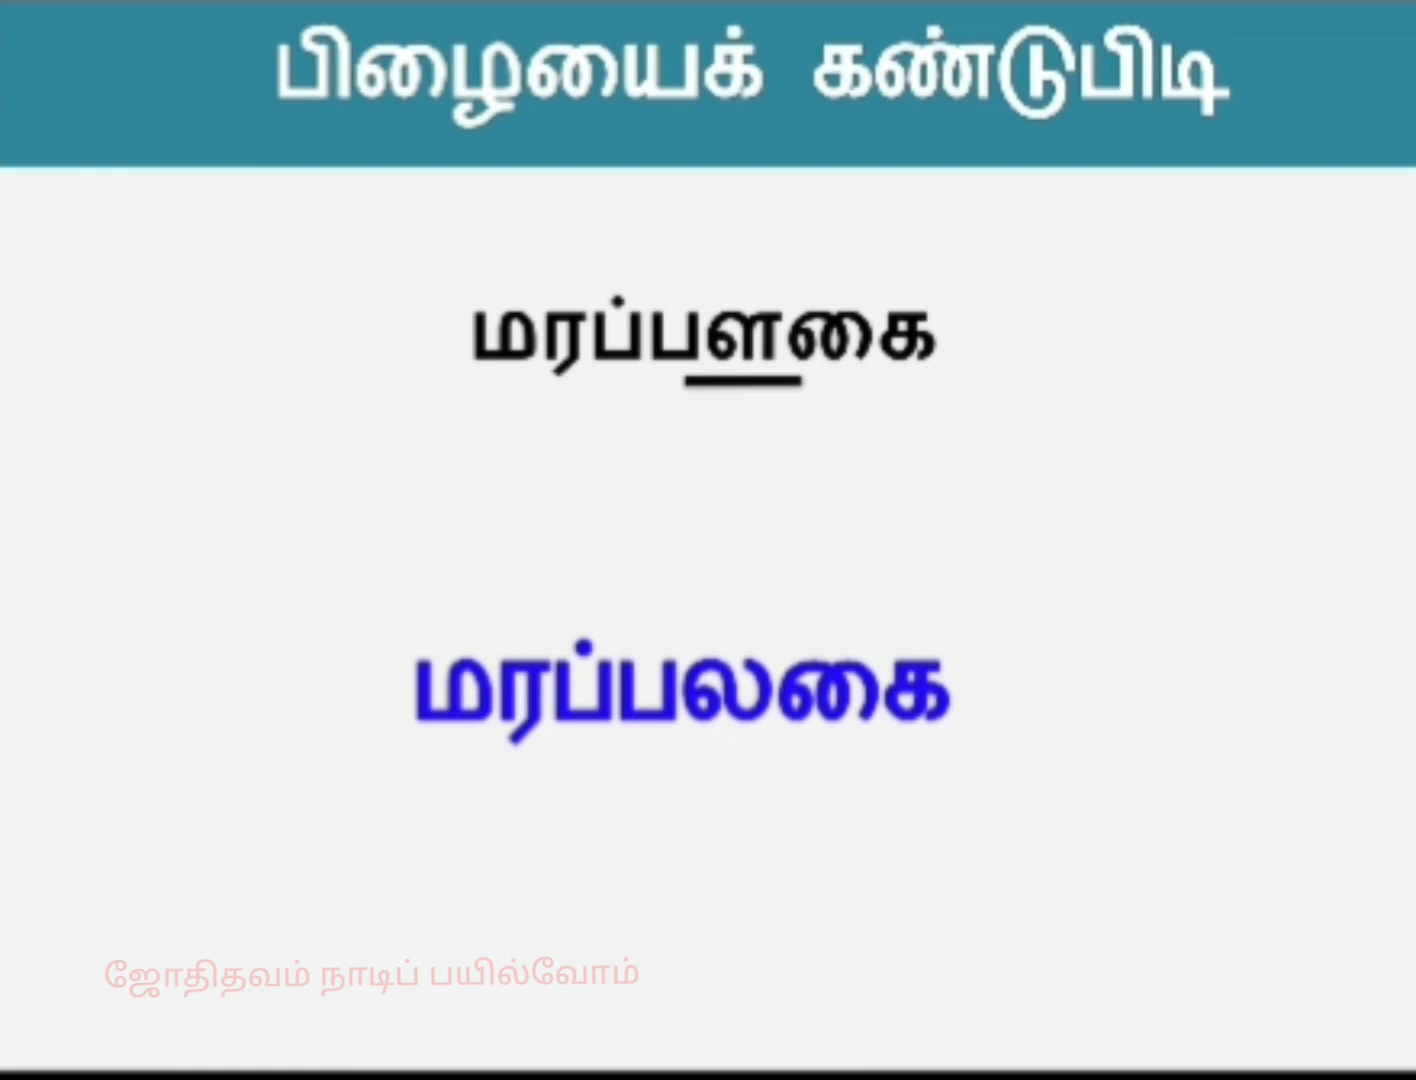 பிழையைக் கண்டுபிடி
மரப்பளகை
மரப்பலகை
ஜோதிதவம் நாடிப் பயில்வோம்